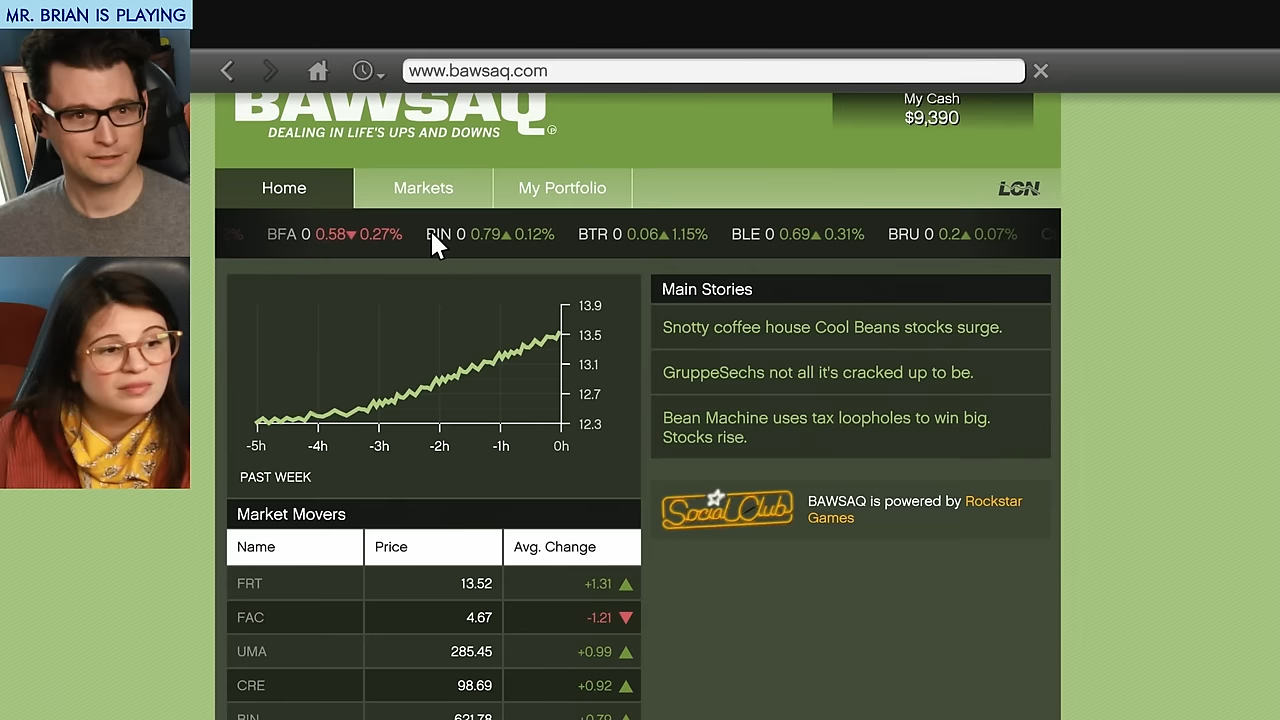 MR. BRIAN IS PLAYING
www.bawsaq.com
BAWSAQ
DEALING IN LIFE'S UPS AND DOWNS
My Cash
$9,390
Home
Markets
My Portfolio
LCN
BFA 0 0.58▼0.27% BIN 0 0.79▲0.12% BTR 0 0.06▲1.15% BLE 0 0.69▲0.31% BRU 0 0.2▲0.07%
13.9
13.5
13.1
12.7
12.3
-5h -4h -3h -2h -1h 0h
PAST WEEK
Main Stories
Snotty coffee house Cool Beans stocks surge.
GruppeSechs not all it's cracked up to be.
Bean Machine uses tax loopholes to win big.
Stocks rise.
Social Club
BAWSAQ is powered by Rockstar
Games
Market Movers
Name Price Avg. Change
FRT 13.52 +1.31
FAC 4.67 -1.21
UMA 285.45 +0.99
CRE 98.69 +0.92
BIN 621.78 +0.79